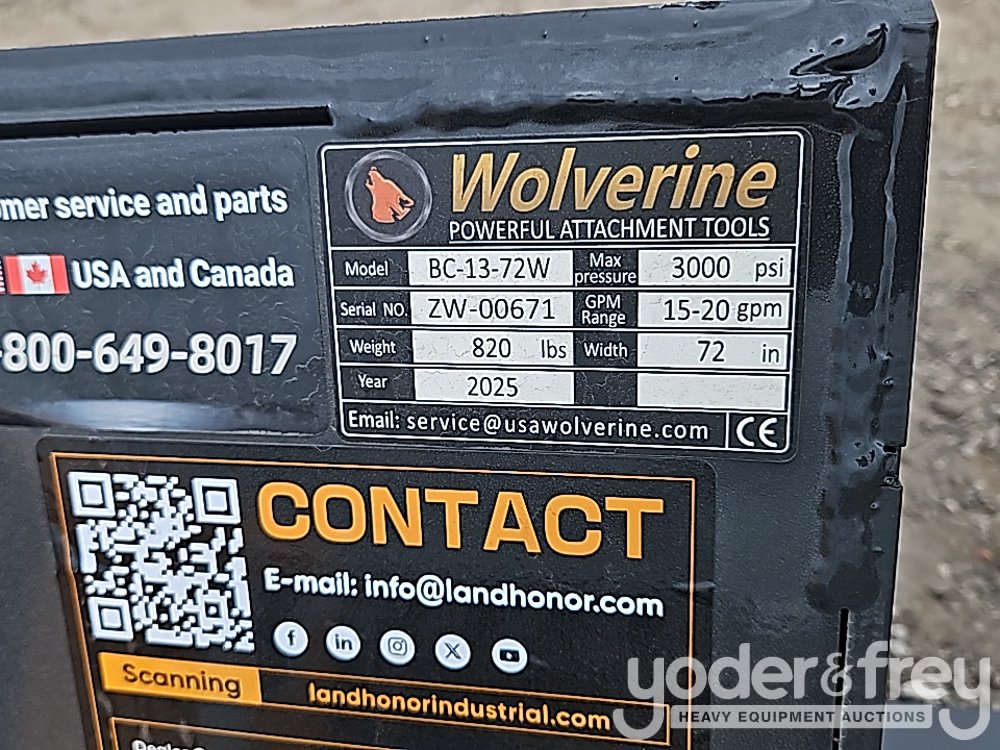 Wolverine
POWERFUL ATTACHMENT TOOLS
Model BC-13-72W Max pressure 3000 psi
Serial NO. ZW-00671 GPM Range 15-20 gpm
Weight 820 lbs Width 72 in
Year 2025
Email: service@usawolverine.com CE
service and parts
USA and Canada
-800-649-8017
CONTACT
E-mail: info@landhonor.com
f in X
Scanning landhonorindustrial.com
yoder&frey
HEAVY EQUIPMENT AUCTIONS